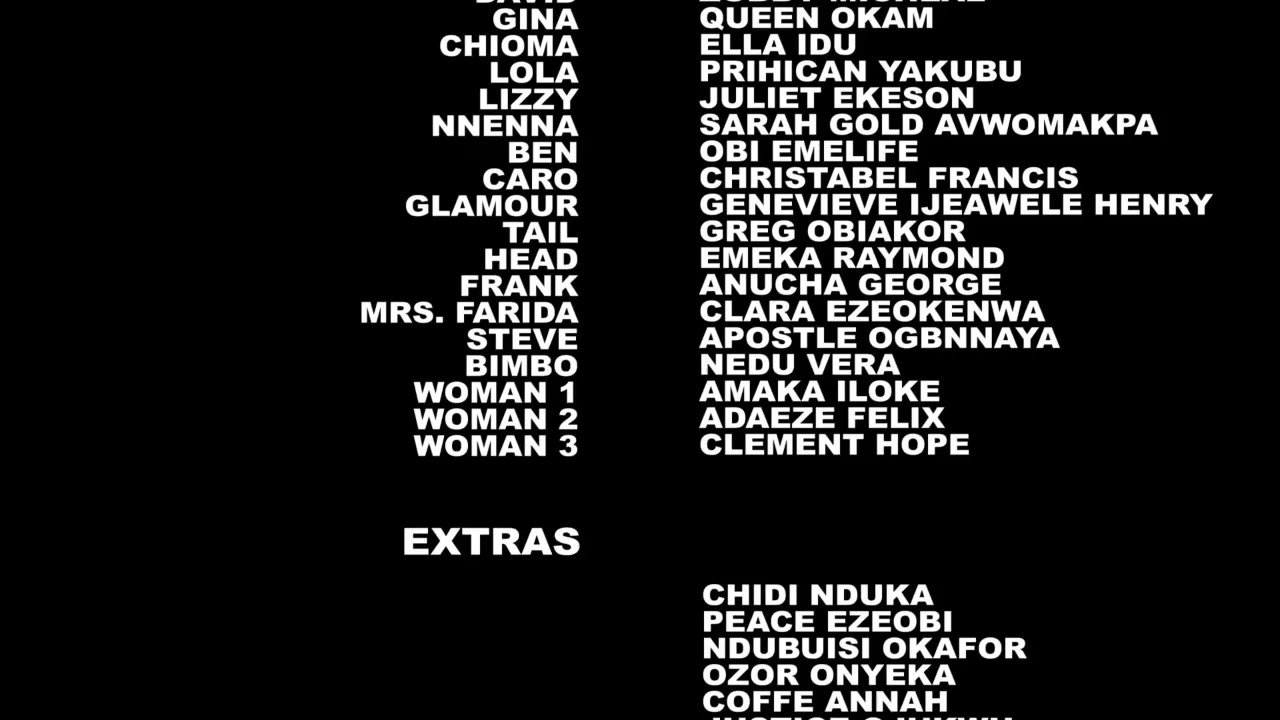 GINA QUEEN OKAM
CHIOMA ELLA IDU
LOLA PRIHICAN YAKUBU
LIZZY JULIET EKESON
NNENNA SARAH GOLD AVWOMAKPA
BEN OBI EMELIFE
CARO CHRISTABEL FRANCIS
GLAMOUR GENEVIEVE IJEAWELE HENRY
TAIL GREG OBIAKOR
HEAD EMEKA RAYMOND
FRANK ANUCHA GEORGE
MRS. FARIDA CLARA EZEOKENWA
STEVE APOSTLE OGBNNAYA
BIMBO NEDU VERA
WOMAN 1 AMAKA ILOKE
WOMAN 2 ADAEZE FELIX
WOMAN 3 CLEMENT HOPE
EXTRAS
CHIDI NDUKA
PEACE EZEOBI
NDUBUISI OKAFOR
OZOR ONYEKA
COFFE ANNAH